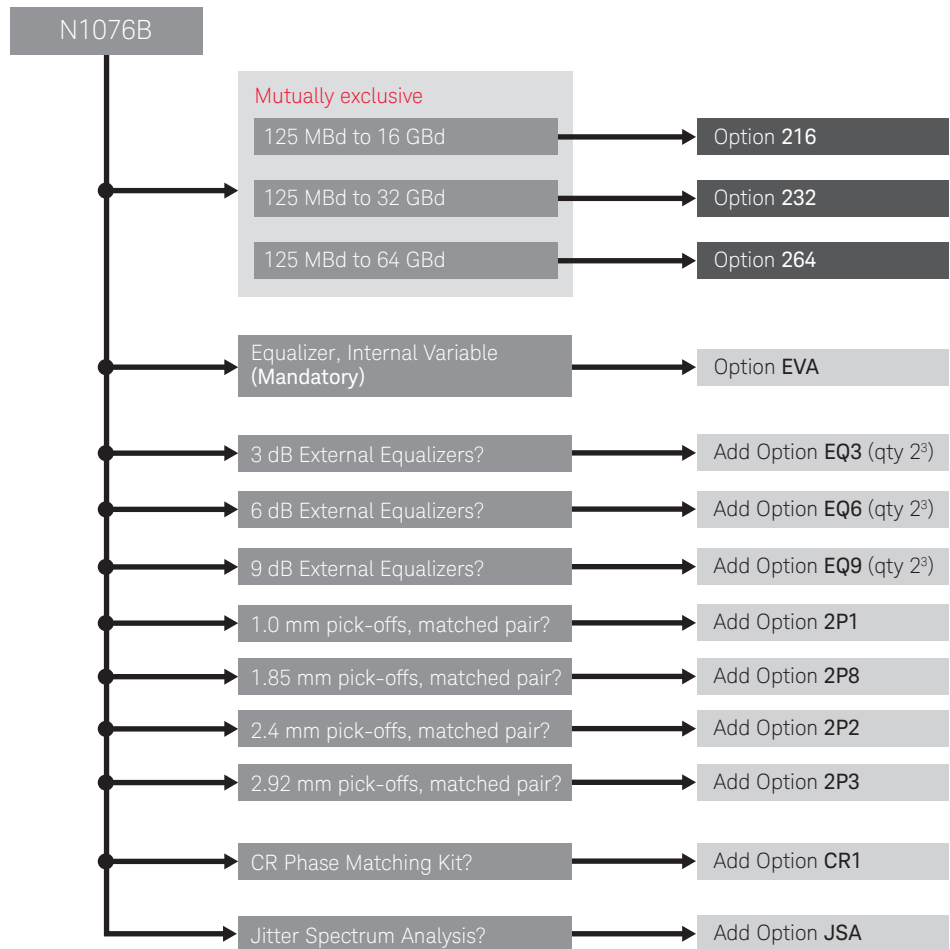 N1076B
Mutually exclusive
125 MBd to 16 GBd
Option 216
125 MBd to 32 GBd
Option 232
125 MBd to 64 GBd
Option 264
Equalizer, Internal Variable
(Mandatory)
Option EVA
3 dB External Equalizers?
Add Option EQ3 (qty 2³)
6 dB External Equalizers?
Add Option EQ6 (qty 2³)
9 dB External Equalizers?
Add Option EQ9 (qty 2³)
1.0 mm pick-offs, matched pair?
Add Option 2P1
1.85 mm pick-offs, matched pair?
Add Option 2P8
2.4 mm pick-offs, matched pair?
Add Option 2P2
2.92 mm pick-offs, matched pair?
Add Option 2P3
CR Phase Matching Kit?
Add Option CR1
Jitter Spectrum Analysis?
Add Option JSA